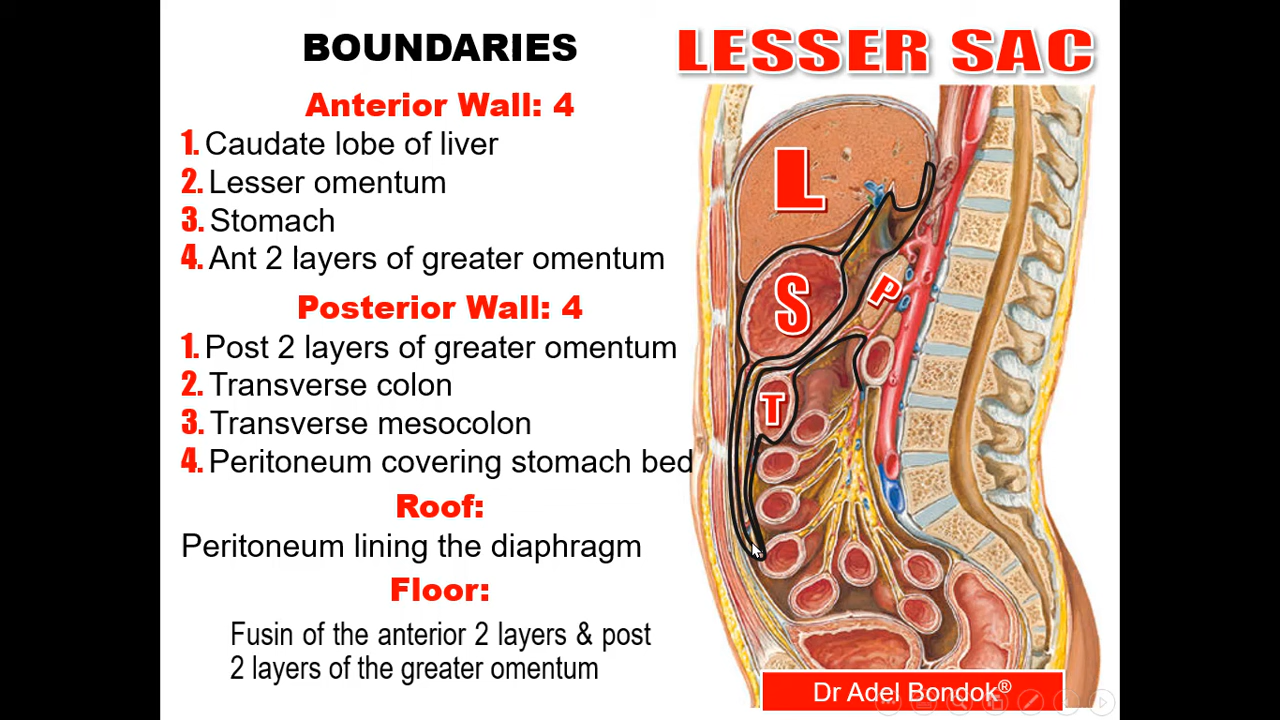 BOUNDARIES
Anterior Wall: 4
1. Caudate lobe of liver
2. Lesser omentum
3. Stomach
4. Ant 2 layers of greater omentum
Posterior Wall: 4
1. Post 2 layers of greater omentum
2. Transverse colon
3. Transverse mesocolon
4. Peritoneum covering stomach bed
Roof:
Peritoneum lining the diaphragm
Floor:
Fusin of the anterior 2 layers & post
2 layers of the greater omentum
LESSER SAC
L
S
P
T
Dr Adel Bondok®